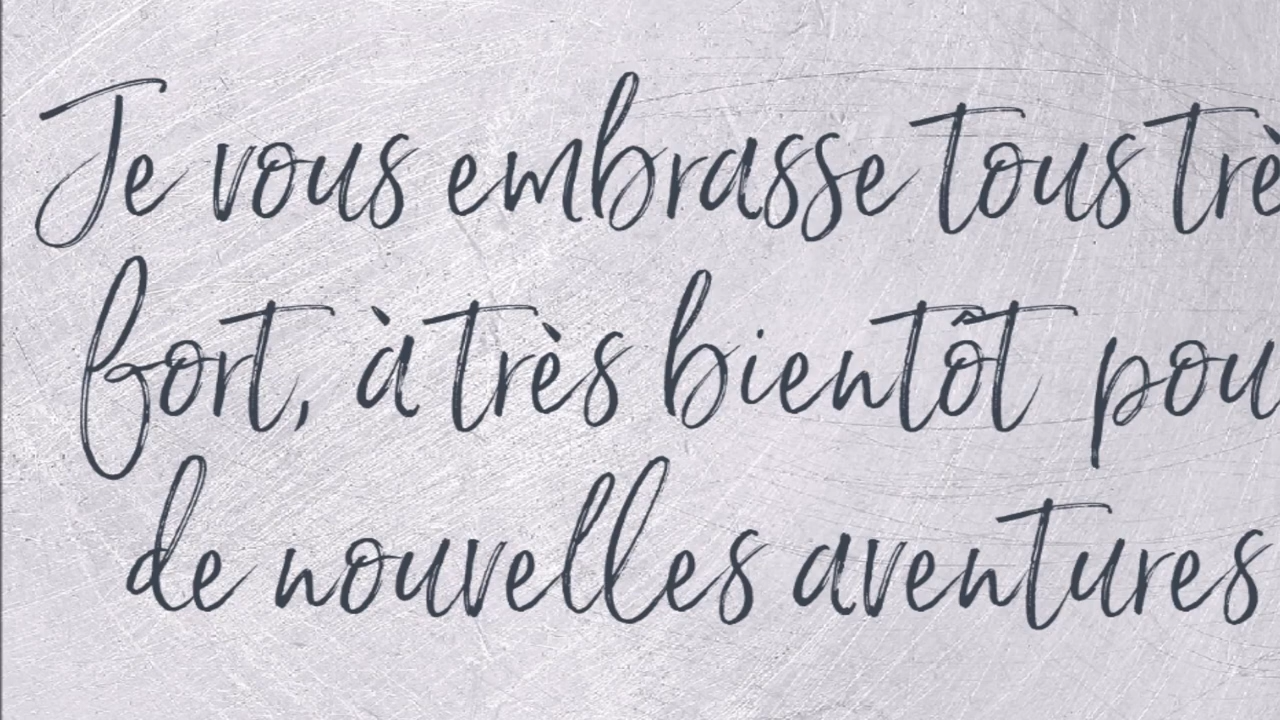 Je vous embrasse tous trè
fort, à très bientôt pou
de nouvelles aventures